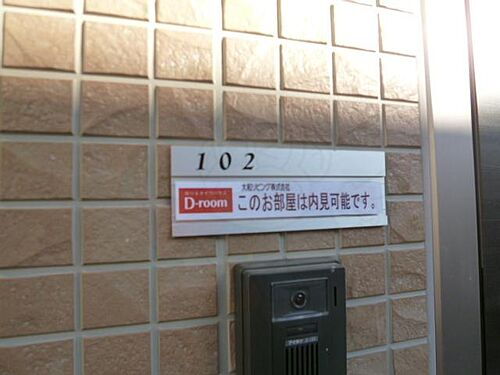 102
大和リビング株式会社
D-room
このお部屋は内見可能です。